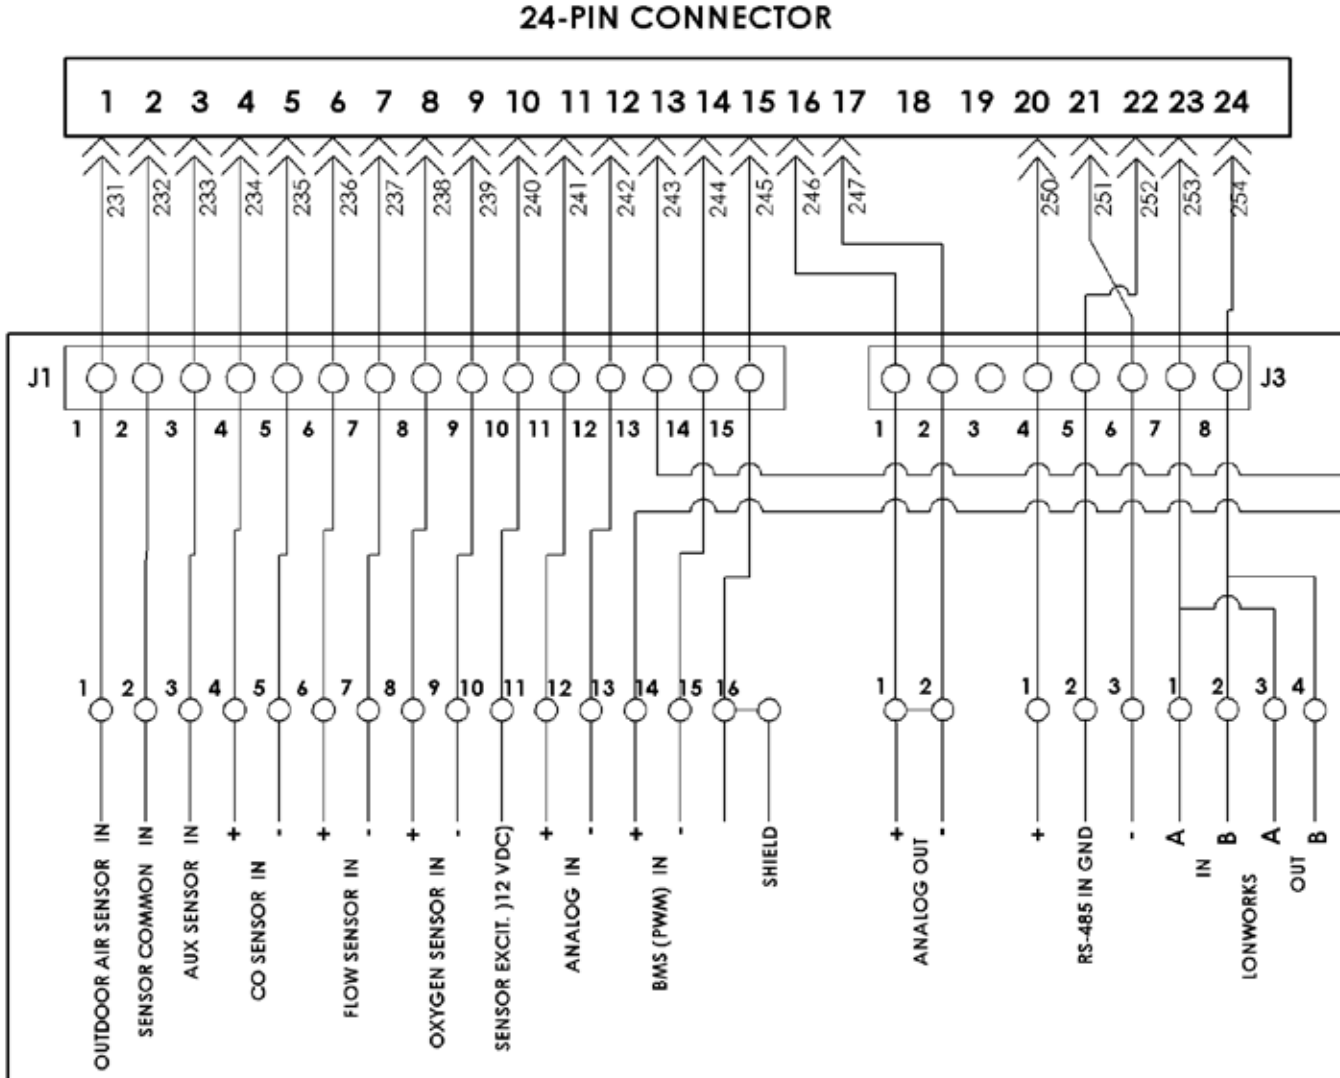 24-PIN CONNECTOR
1 2 3 4 5 6 7 8 9 10 11 12 13 14 15 16 17 18 19 20 21 22 23 24
231 232 233 234 235 236 237 238 239 240 241 242 243 244 245 246 247 250 251 252 253 254
J1 J3
1 2 3 4 5 6 7 8 9 10 11 12 13 14 15 1 2 3 4 5 6 7 8
1 2 3 4 5 6 7 8 9 10 11 12 13 14 15 16 1 2 1 2 3 1 2 3 4
OUTDOOR AIR SENSOR IN
SENSOR COMMON IN
AUX SENSOR IN
+ -
CO SENSOR IN
+ -
FLOW SENSOR IN
+ -
OXYGEN SENSOR IN
SENSOR EXCIT. )12 VDC)
+ -
ANALOG IN
+ -
BMS (PWM) IN
SHIELD
+ -
ANALOG OUT
+ -
RS-485 IN GND
A B
IN
LONWORKS
A B
OUT